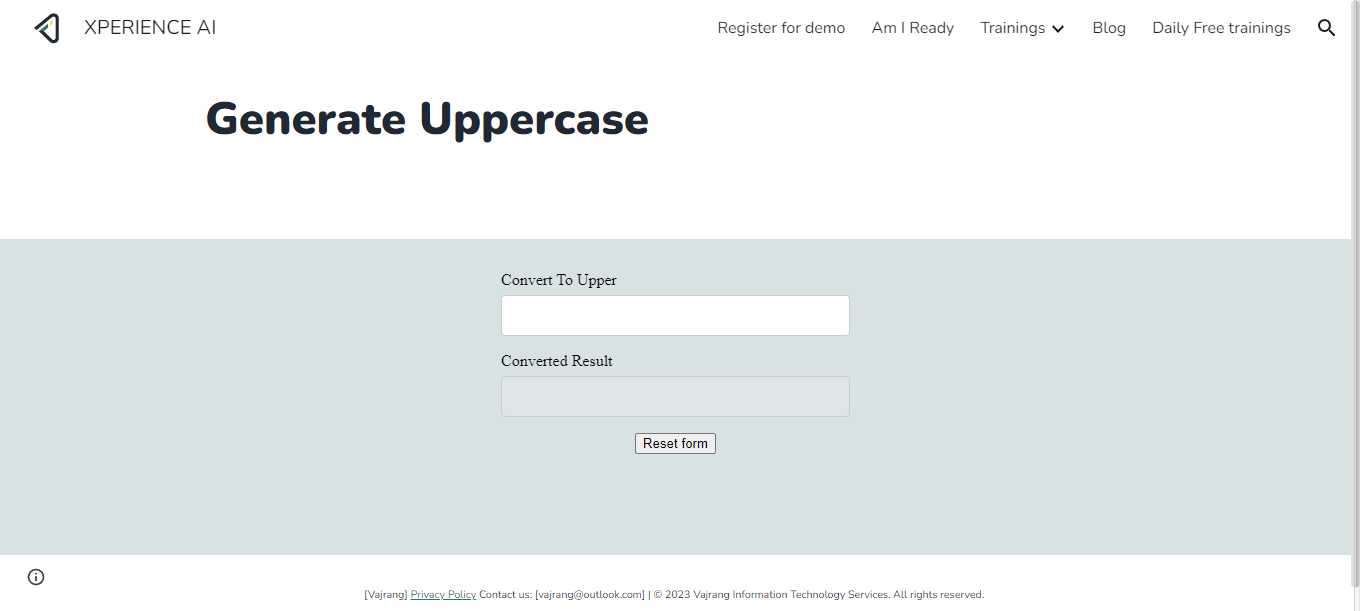 XPERIENCE AI
Register for demo
Am I Ready
Trainings
Blog
Daily Free trainings
Generate Uppercase
Convert To Upper
Converted Result
Reset form
[Vajrang] Privacy Policy Contact us: [vajrang@outlook.com] | © 2023 Vajrang Information Technology Services. All rights reserved.